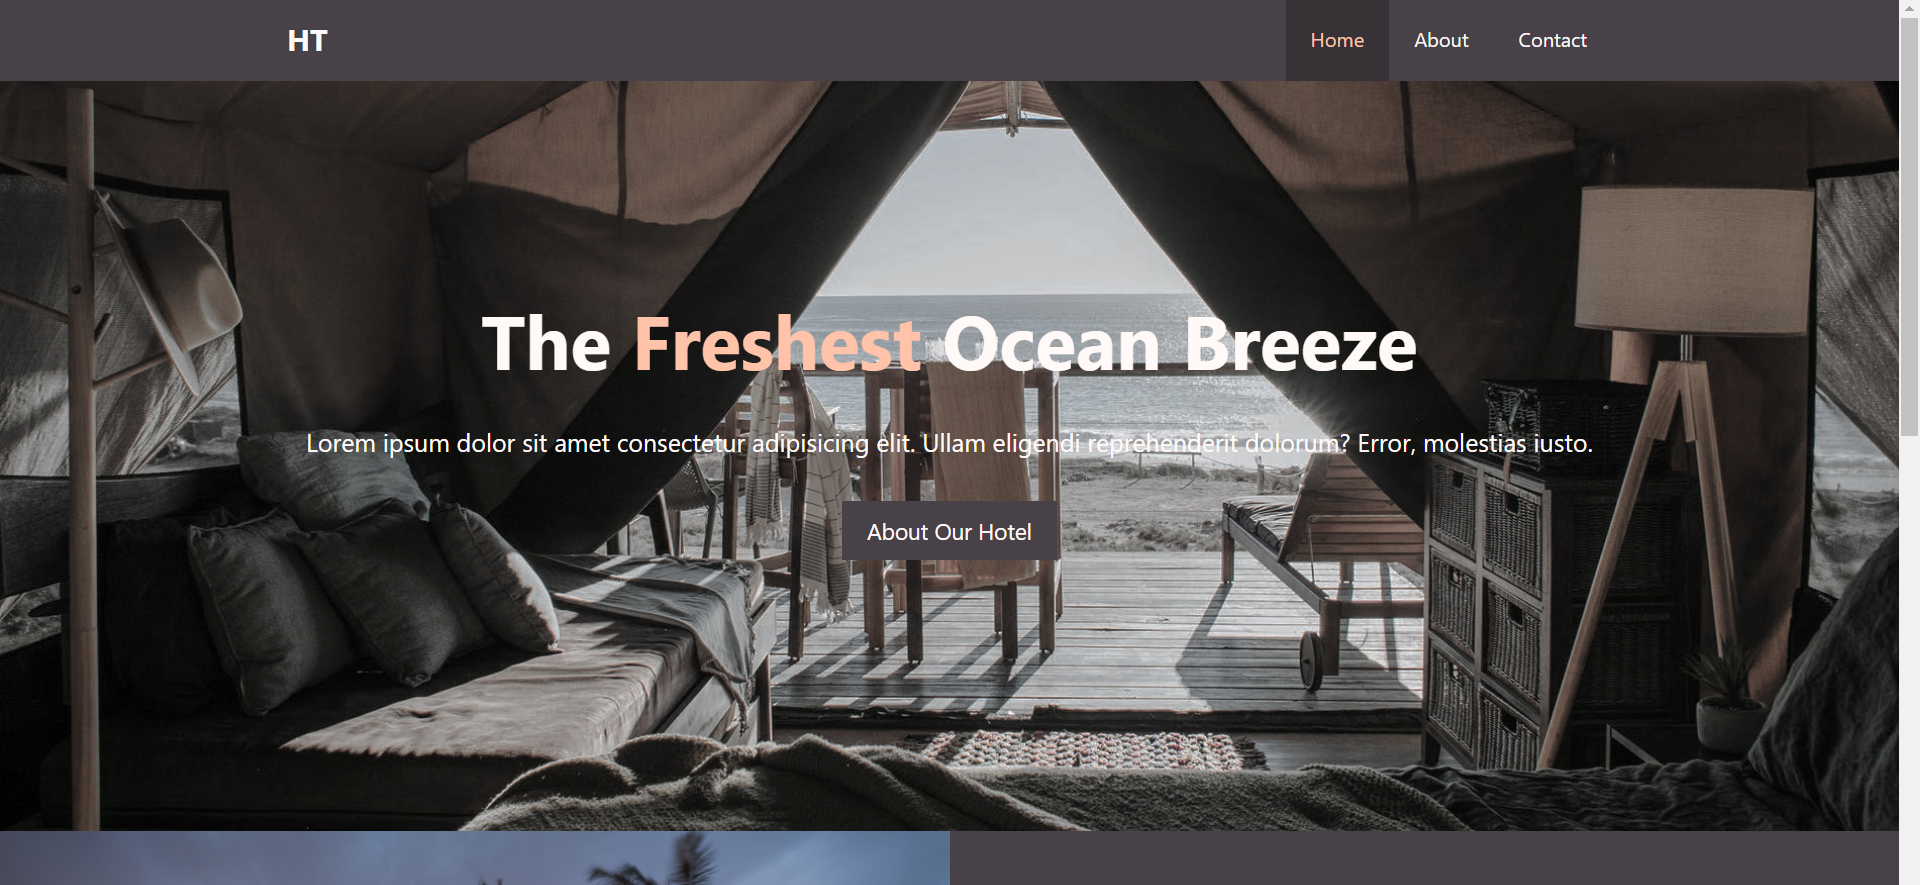 HT
Home
About
Contact
The Freshest Ocean Breeze
Lorem ipsum dolor sit amet consectetur adipisicing elit. Ullam eligendi reprehenderit dolorum? Error, molestias iusto.
About Our Hotel